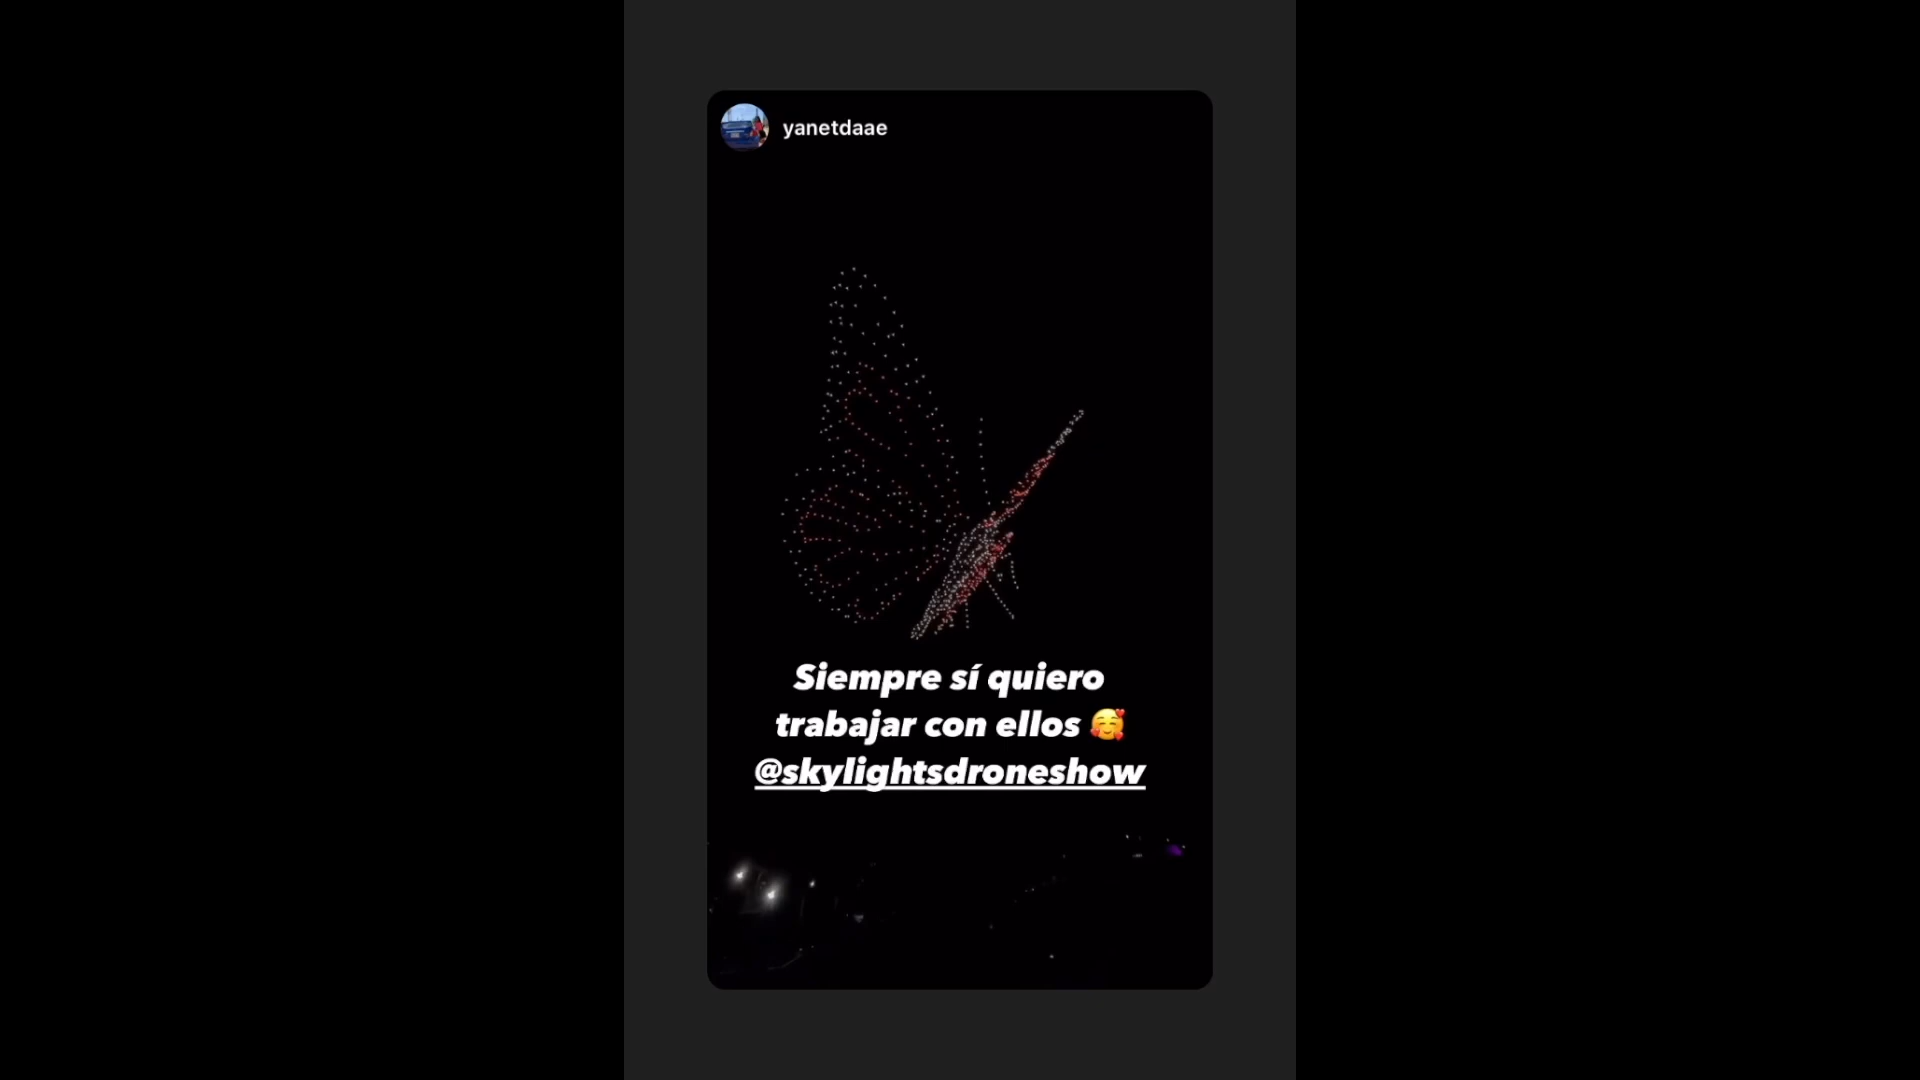 yanetdaae
Siempre sí quiero
trabajar con ellos 🥰
@skylightsdroneshow